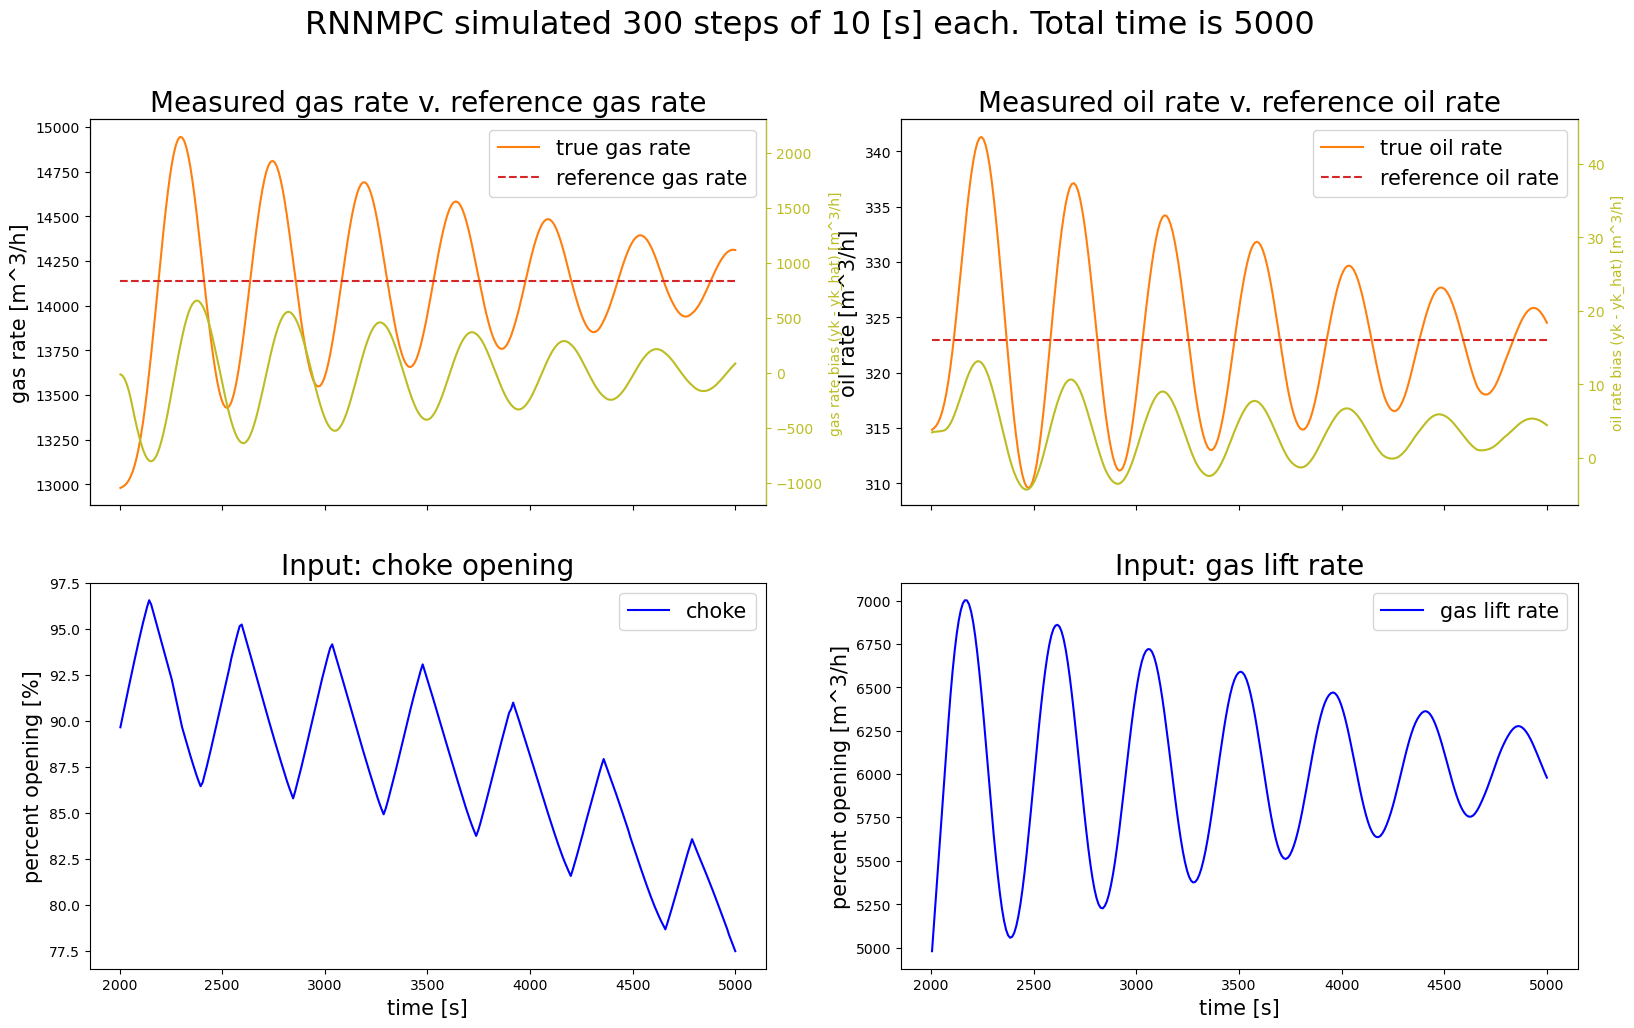 RNNMPC simulated 300 steps of 10 [s] each. Total time is 5000
Measured gas rate v. reference gas rate
true gas rate
reference gas rate
gas rate [m^3/h]
15000
14750
14500
14250
14000
13750
13500
13250
13000
2000
1500
1000
500
0
−500
−1000
gas rate bias (yk - yk_hat) [m^3/h]
Measured oil rate v. reference oil rate
true oil rate
reference oil rate
oil rate [m^3/h]
340
335
330
325
320
315
310
40
30
20
10
0
oil rate bias (yk - yk_hat) [m^3/h]
Input: choke opening
choke
percent opening [%]
97.5
95.0
92.5
90.0
87.5
85.0
82.5
80.0
77.5
2000 2500 3000 3500 4000 4500 5000
time [s]
Input: gas lift rate
gas lift rate
percent opening [m^3/h]
7000
6750
6500
6250
6000
5750
5500
5250
5000
2000 2500 3000 3500 4000 4500 5000
time [s]